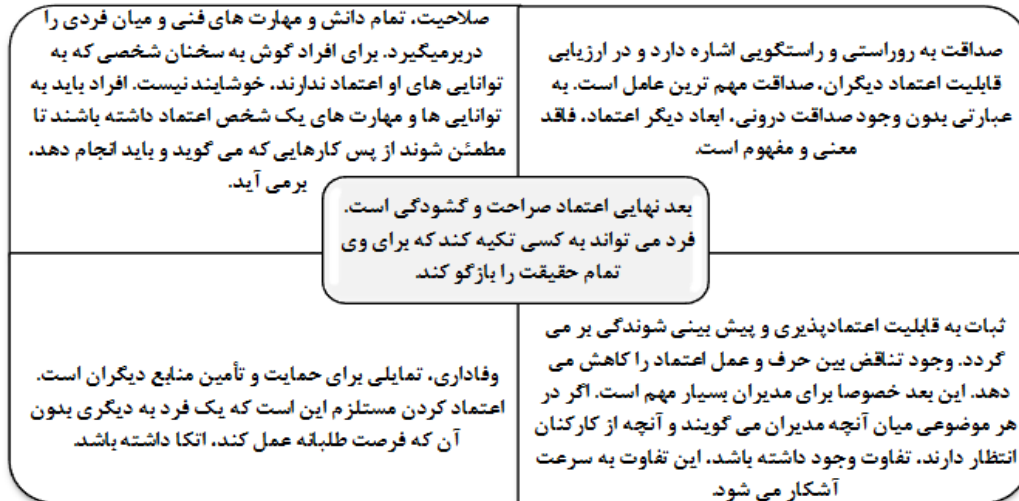 صداقت به روراستی و راستگویی اشاره دارد و در ارزیابی
قابلیت اعتماد دیگران، صداقت مهم ترین عامل است. به
عبارتی بدون وجود صداقت درونی، ابعاد دیگر اعتماد، فاقد
معنی و مفهوم است.
صلاحیت، تمام دانش و مهارت های فنی و میان فردی را
دربرمیگیرد. برای افراد گوش به سخنان شخصی که به
توانایی های او اعتماد ندارند، خوشایند نیست. افراد باید به
توانایی ها و مهارت های یک شخص اعتماد داشته باشند تا
مطمئن شوند از پس کارهایی که می گوید و باید انجام دهد،
برمی آید.
بعد نهایی اعتماد صراحت و گشودگی است.
فرد می تواند به کسی تکیه کند که برای وی
تمام حقیقت را بازگو کند.
ثبات به قابلیت اعتمادپذیری و پیش بینی شوندگی بر می
گردد. وجود تناقض بین حرف و عمل اعتماد را کاهش می
دهد. این بعد خصوصا برای مدیران بسیار مهم است. اگر در
هر موضوعی میان آنچه مدیران می گویند و آنچه از کارکنان
انتظار دارند، تفاوت وجود داشته باشد، این تفاوت به سرعت
آشکار می شود.
وفاداری، تمایلی برای حمایت و تأمین منابع دیگران است.
اعتماد کردن مستلزم این است که یک فرد به دیگری بدون
آن که فرصت طلبانه عمل کند، اتکا داشته باشد.